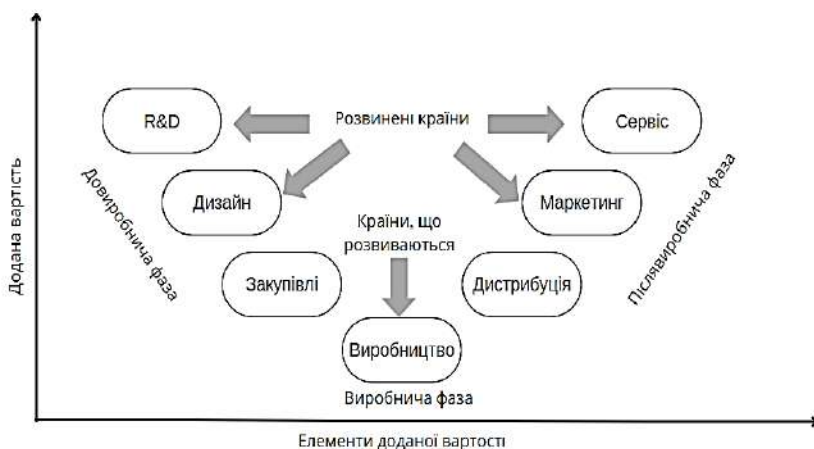 R&D
Розвинені країни
Сервіс
Дизайн
Маркетинг
Країни, що
розвиваються
Закупівлі
Дистрибуція
Виробництво
Виробнича фаза
Довиробнича фаза
Післявиробнича фаза
Додана вартість
Елементи доданої вартості